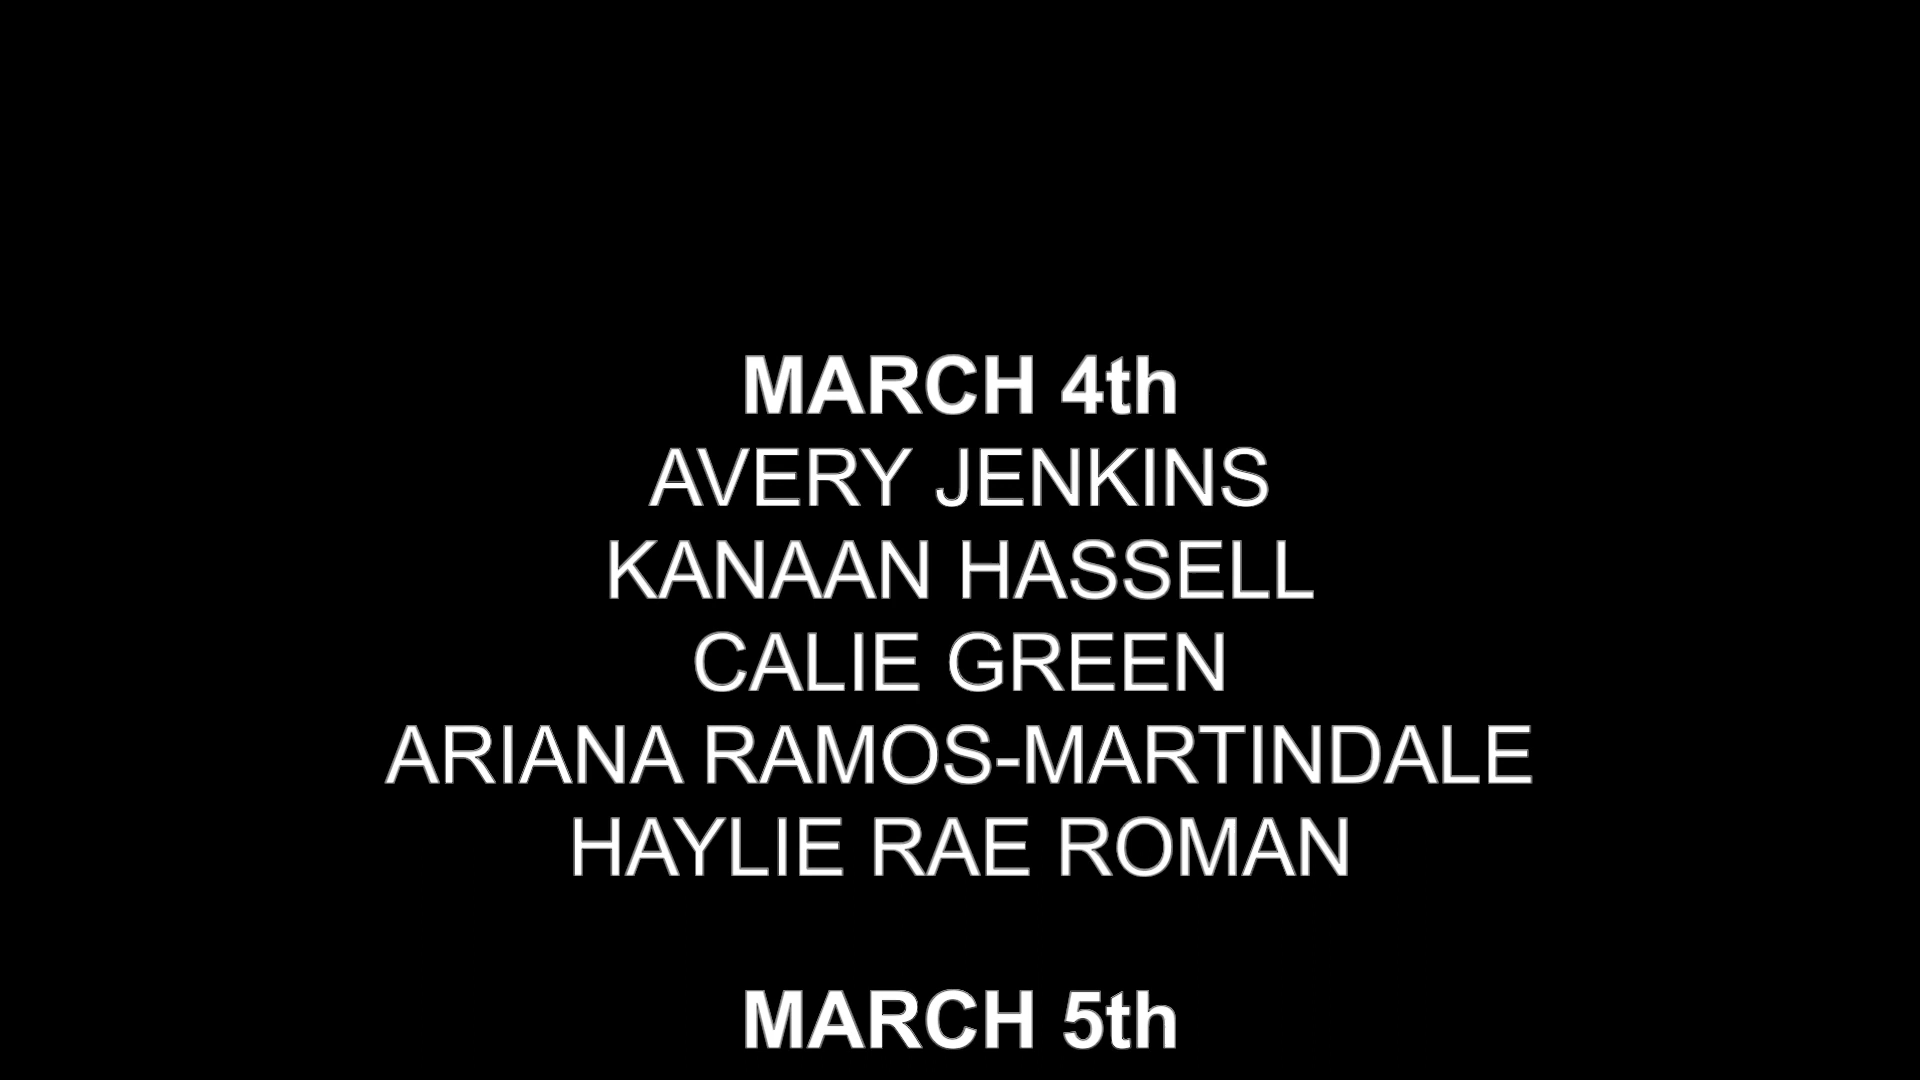 MARCH 4th
AVERY JENKINS
KANAAN HASSELL
CALIE GREEN
ARIANA RAMOS-MARTINDALE
HAYLIE RAE ROMAN
MARCH 5th